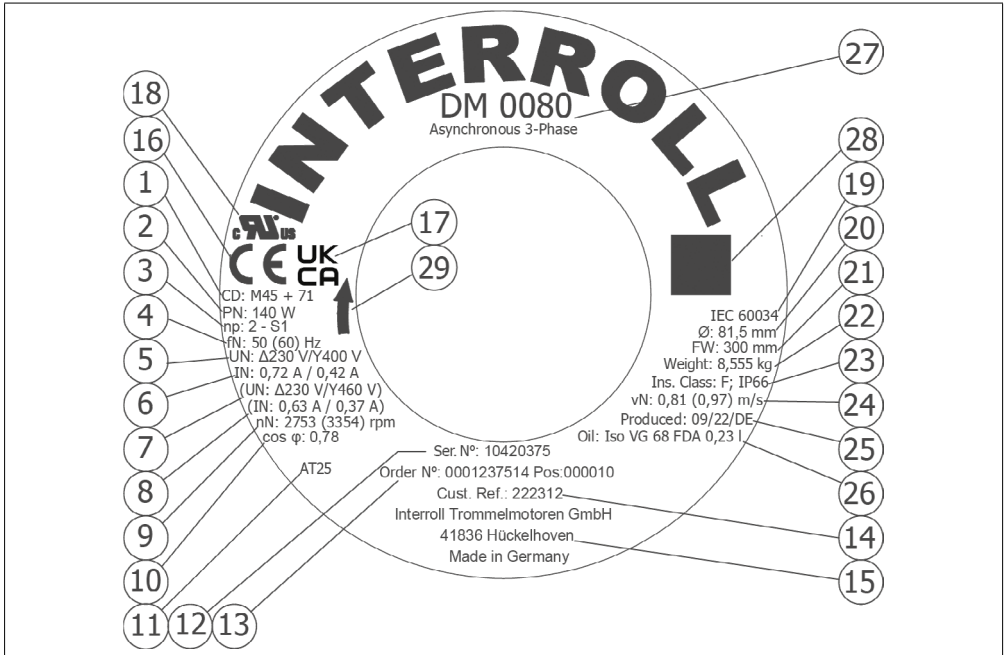 INTERROLL
DM 0080
Asynchronous 3-Phase
c RU US
CE UK
CA
CD: M45 + 71
PN: 140 W
np: 2 - S1
fN: 50 (60) Hz
UN: Δ230 V/Y400 V
IN: 0,72 A / 0,42 A
(UN: Δ230 V/Y460 V)
(IN: 0,63 A / 0,37 A)
nN: 2753 (3354) rpm
cos φ: 0,78
AT25
IEC 60034
Ø: 81,5 mm
FW: 300 mm
Weight: 8,555 kg
Ins. Class: F; IP66
vN: 0,81 (0,97) m/s
Produced: 09/22/DE
Oil: Iso VG 68 FDA 0,23 l
Ser. Nº: 10420375
Order Nº: 0001237514 Pos:000010
Cust. Ref.: 222312
Interroll Trommelmotoren GmbH
41836 Hückelhoven
Made in Germany
18
16
1
2
3
4
5
6
7
8
9
10
11 12 13
17
29
27
28
19
20
21
22
23
24
25
26
14
15